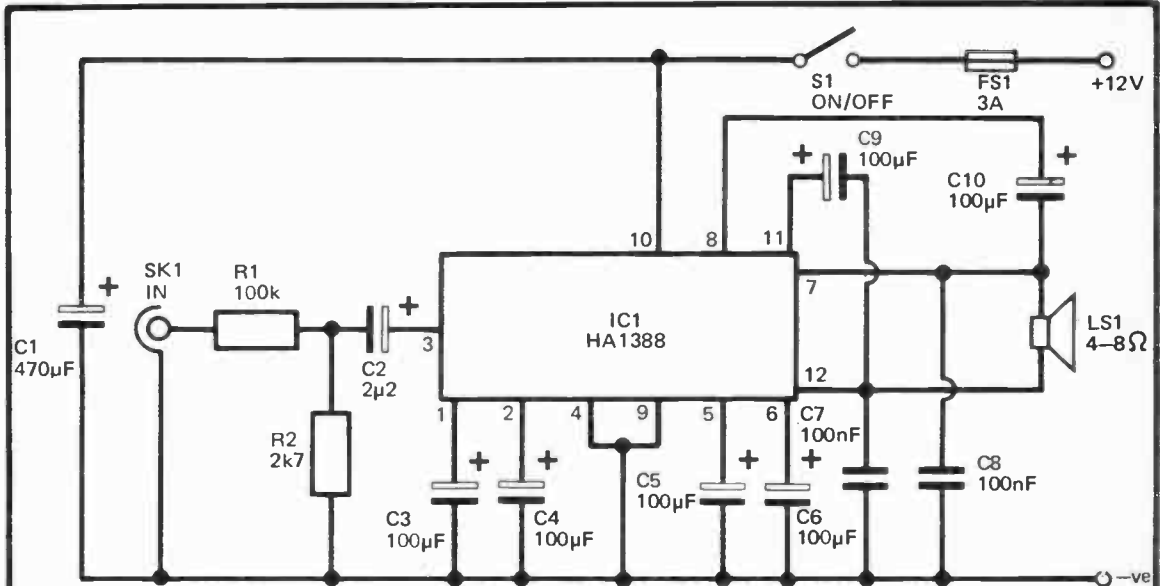 S1
ON/OFF
FS1
3A
+12V
C9
100µF
+
C10
100µF
+
10
8
11
SK1
IN
R1
100k
+
C1
470µF
+
C2
2µ2
3
IC1
HA1388
7
LS1
4–8Ω
12
1
2
4
9
5
6
C7
100nF
R2
2k7
+
C3
100µF
+
C4
100µF
C5
100µF
+
+
C6
100µF
C8
100nF
–ve